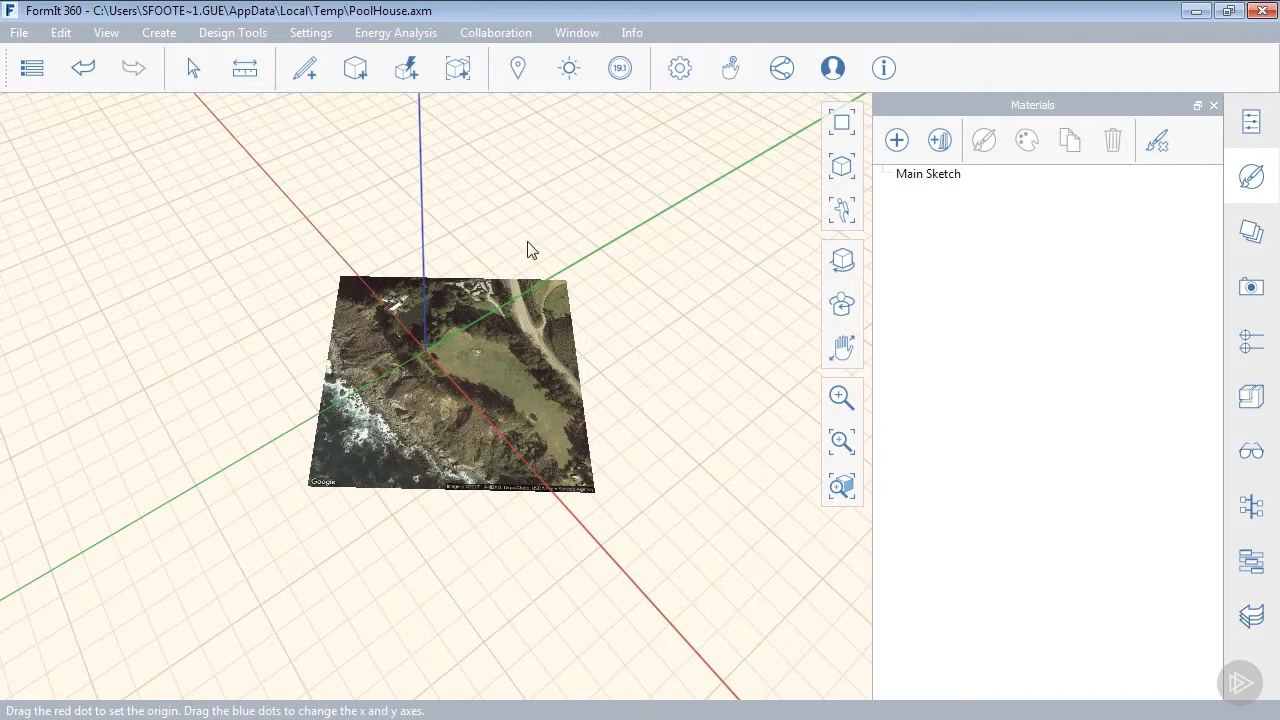 FormIt 360 - C:\Users\SFOOTE~1.GUE\AppData\Local\Temp\PoolHouse.axm
File Edit View Create Design Tools Settings Energy Analysis Collaboration Window Info
19.1
Materials
Main Sketch
Google
Drag the red dot to set the origin. Drag the blue dots to change the x and y axes.